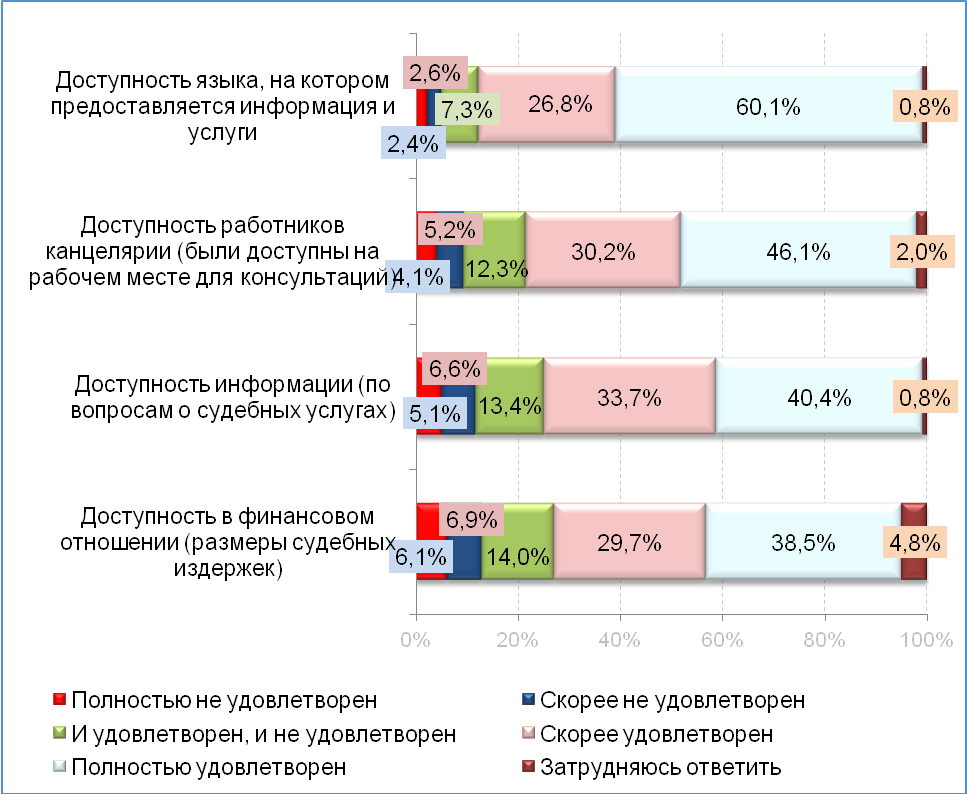 Доступность языка, на котором
предоставляется информация и
услуги
2,6%
7,3%
2,4%
26,8%
60,1%
0,8%
Доступность работников
канцелярии (были доступны на
рабочем месте для консультаций)
5,2%
4,1%
12,3%
30,2%
46,1%
2,0%
Доступность информации (по
вопросам о судебных услугах)
6,6%
5,1%
13,4%
33,7%
40,4%
0,8%
Доступность в финансовом
отношении (размеры судебных
издержек)
6,9%
6,1%
14,0%
29,7%
38,5%
4,8%
0% 20% 40% 60% 80% 100%
Полностью не удовлетворен
Скорее не удовлетворен
И удовлетворен, и не удовлетворен
Скорее удовлетворен
Полностью удовлетворен
Затрудняюсь ответить